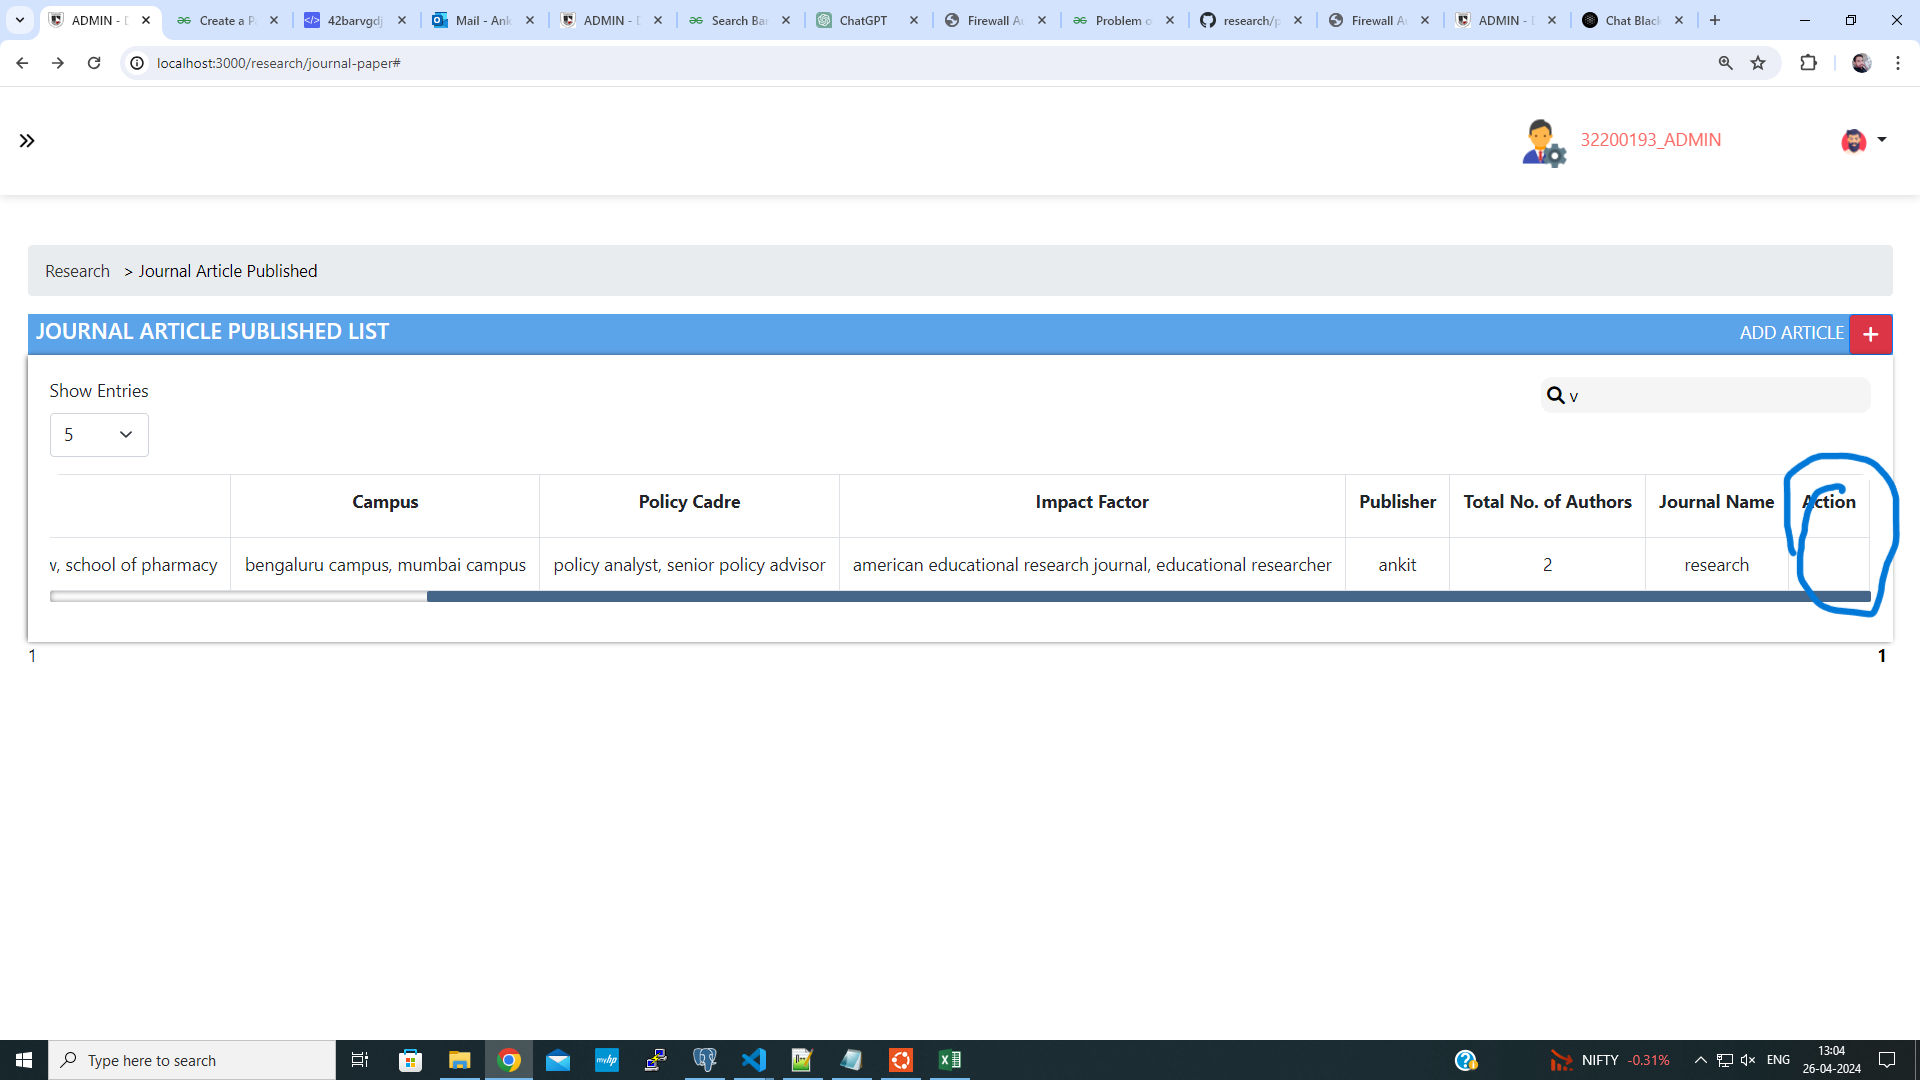 ADMIN - D
Create a Pa
42barvgdj
Mail - Ank
ADMIN - D
Search Bar
ChatGPT
Firewall Au
Problem o
research/p
Firewall Au
ADMIN - D
Chat Black
localhost:3000/research/journal-paper#
32200193_ADMIN
Research > Journal Article Published
JOURNAL ARTICLE PUBLISHED LIST
ADD ARTICLE +
Show Entries
v
5
Campus Policy Cadre Impact Factor Publisher Total No. of Authors Journal Name Action
v, school of pharmacy bengaluru campus, mumbai campus policy analyst, senior policy advisor american educational research journal, educational researcher ankit 2 research
1 1
Type here to search
myhp
NIFTY -0.31%
ENG
13:04
26-04-2024